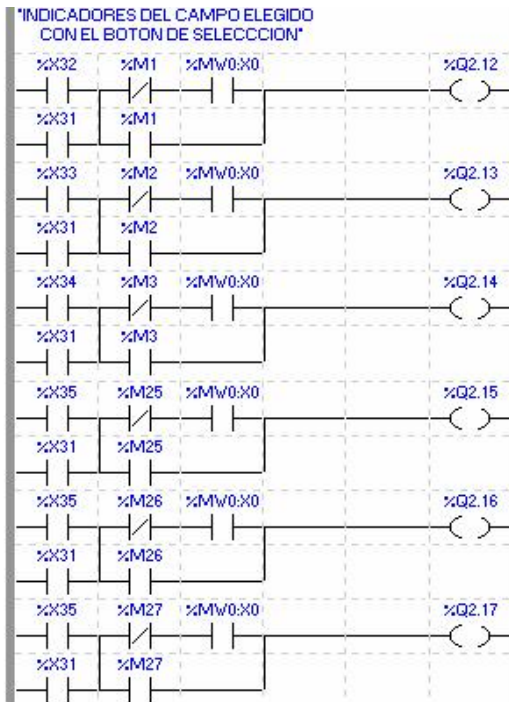 "INDICADORES DEL CAMPO ELEGIDO
CON EL BOTON DE SELECCCION"
%X32 %M1 %MW0:X0 %Q2.12
%X31 %M1
%X33 %M2 %MW0:X0 %Q2.13
%X31 %M2
%X34 %M3 %MW0:X0 %Q2.14
%X31 %M3
%X35 %M25 %MW0:X0 %Q2.15
%X31 %M25
%X35 %M26 %MW0:X0 %Q2.16
%X31 %M26
%X35 %M27 %MW0:X0 %Q2.17
%X31 %M27